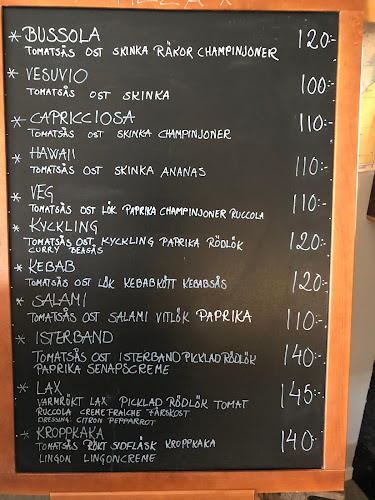 * BUSSOLA 120:-
TOMATSÅS OST SKINKA RÄKOR CHAMPINJONER
* VESUVIO 100:-
TOMATSÅS OST SKINKA
* CAPRICCIOSA 110:-
TOMATSÅS OST SKINKA CHAMPINJONER
* HAWAII 110:-
TOMATSÅS OST SKINKA ANANAS
* VEG 110:-
TOMATSÅS OST LÖK PAPRIKA CHAMPINJONER RUCCOLA
* KYCKLING 120:-
TOMATSÅS OST KYCKLING PAPRIKA RÖDLÖK
CURRY BEAGÅS
* KEBAB 120:-
TOMATSÅS OST LÖK KEBABKÖTT KEBABSÅS
* SALAMI 110:-
TOMATSÅS OST SALAMI VITLÖK PAPRIKA
* ISTERBAND 140:-
TOMATSÅS OST ISTERBAND PICKLAD RÖDLÖK
PAPRIKA SENAPSCREME
* LAX 145:-
VARMRÖKT LAX PICKLAD RÖDLÖK TOMAT
RUCCOLA CREME FRAICHE FÄRSKOST
DRESSING: CITRON PEPPARROT
* KROPPKAKA 140:-
TOMATSÅS RÖKT SIDFLÄSK KROPPKAKA
LINGON LINGONCREME